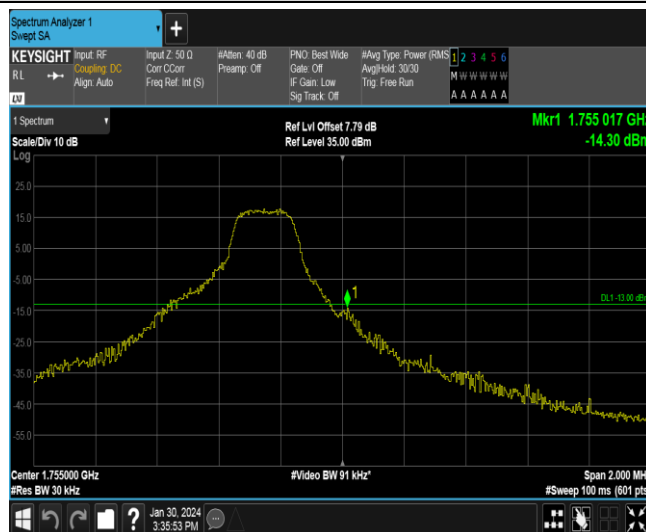 Spectrum Analyzer 1
Swept SA
+
KEYSIGHT
RL
LXI
Input: RF
Coupling: DC
Align: Auto
Input Z: 50 Ω
Corr CCorr
Freq Ref: Int (S)
#Atten: 40 dB
Preamp: Off
PNO: Best Wide
Gate: Off
IF Gain: Low
Sig Track: Off
#Avg Type: Power (RMS
Avg|Hold: 30/30
Trig: Free Run
1 2 3 4 5 6
M W W W W W
A A A A A A
1 Spectrum
Scale/Div 10 dB
Ref Lvl Offset 7.79 dB
Ref Level 35.00 dBm
Mkr1 1.755 017 GHz
-14.30 dBm
Log
25.0
15.0
5.00
-5.00
-15.0
-25.0
-35.0
-45.0
-55.0
1
DL1 -13.00 dBm
Center 1.755000 GHz
#Video BW 91 kHz*
Span 2.000 MH
#Res BW 30 kHz
#Sweep 100 ms (601 pts
?
Jan 30, 2024
3:35:53 PM